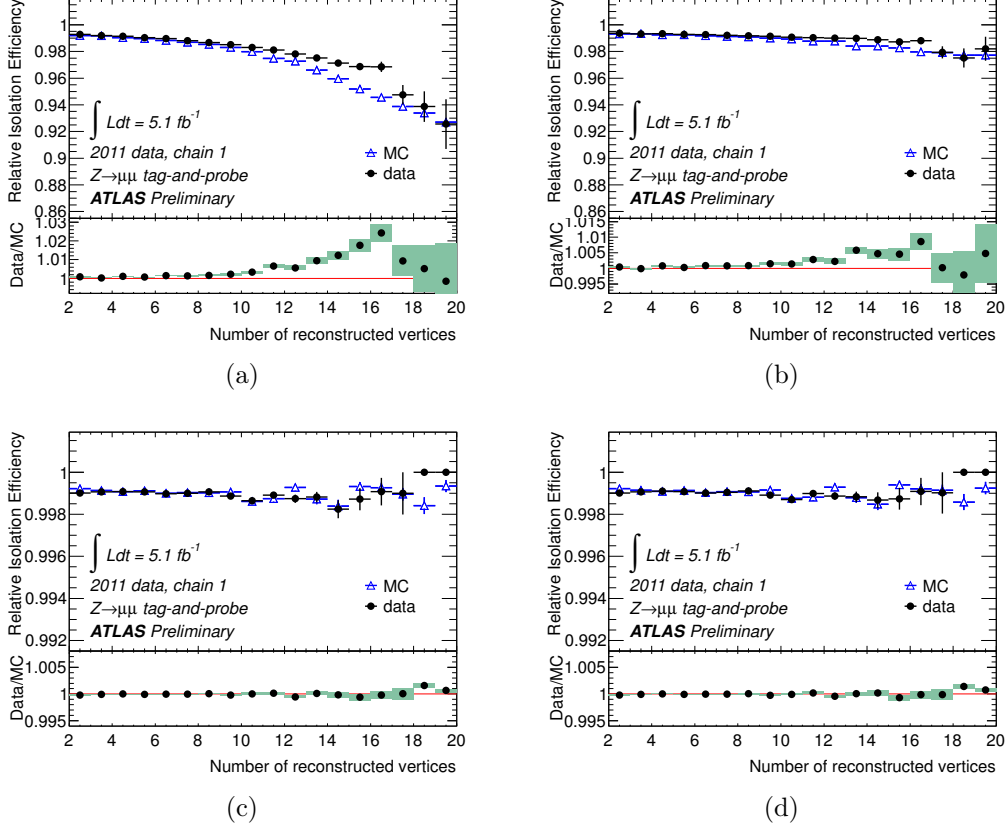 Relative Isolation Efficiency
1
0.98
0.96
0.94
0.92
0.9
0.88
0.86
∫ Ldt = 5.1 fb⁻¹
2011 data, chain 1
Z→μμ tag-and-probe
ATLAS Preliminary
MC
data
Data/MC
1.03
1.02
1.01
1
2 4 6 8 10 12 14 16 18 20
Number of reconstructed vertices
(a)
Relative Isolation Efficiency
1
0.98
0.96
0.94
0.92
0.9
0.88
0.86
∫ Ldt = 5.1 fb⁻¹
2011 data, chain 1
Z→μμ tag-and-probe
ATLAS Preliminary
MC
data
Data/MC
1.015
1.01
1.005
1
0.995
2 4 6 8 10 12 14 16 18 20
Number of reconstructed vertices
(b)
Relative Isolation Efficiency
1
0.998
0.996
0.994
0.992
∫ Ldt = 5.1 fb⁻¹
2011 data, chain 1
Z→μμ tag-and-probe
ATLAS Preliminary
MC
data
Data/MC
1.005
1
0.995
2 4 6 8 10 12 14 16 18 20
Number of reconstructed vertices
(c)
Relative Isolation Efficiency
1
0.998
0.996
0.994
0.992
∫ Ldt = 5.1 fb⁻¹
2011 data, chain 1
Z→μμ tag-and-probe
ATLAS Preliminary
MC
data
Data/MC
1.005
1
0.995
2 4 6 8 10 12 14 16 18 20
Number of reconstructed vertices
(d)